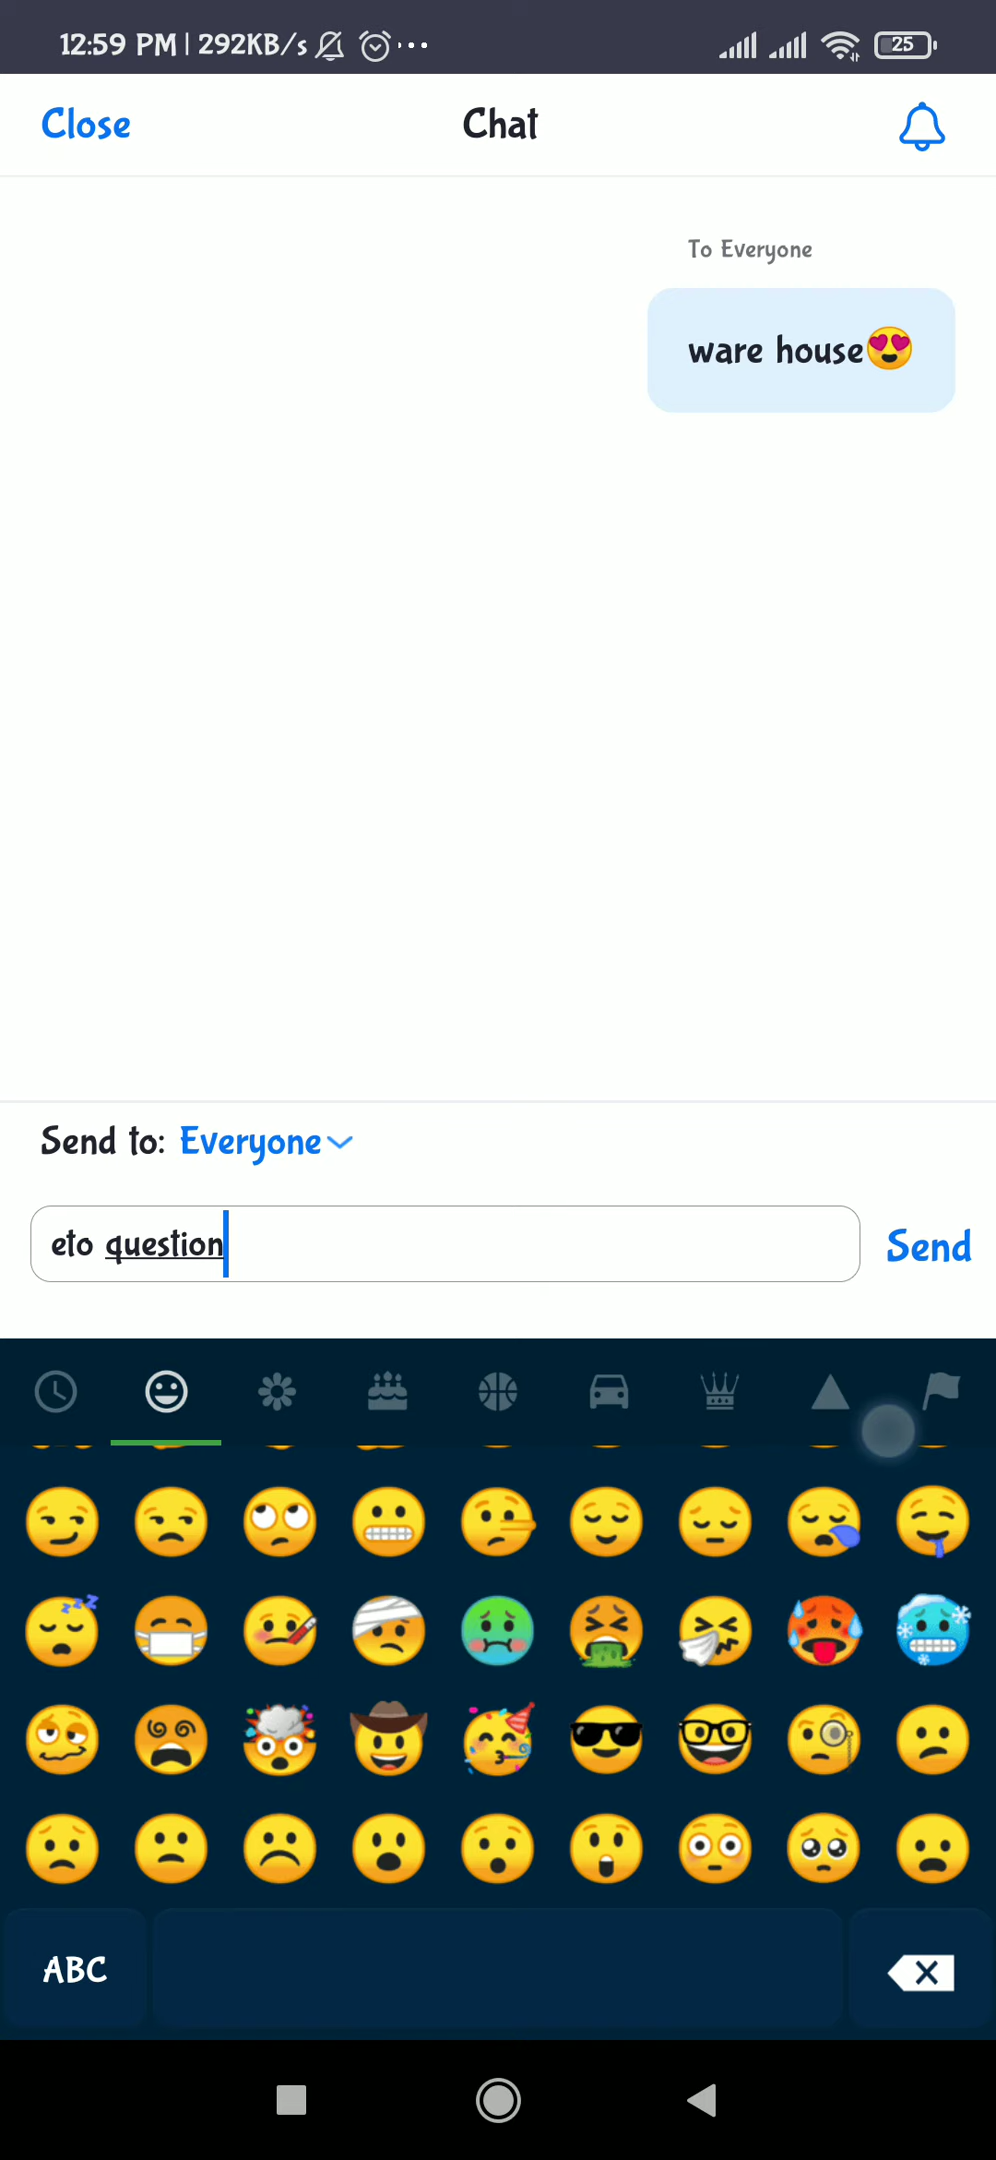 12:59 PM | 292KB/s ... 25
Close Chat
To Everyone
ware house😍
Send to: Everyone
eto question Send
ABC